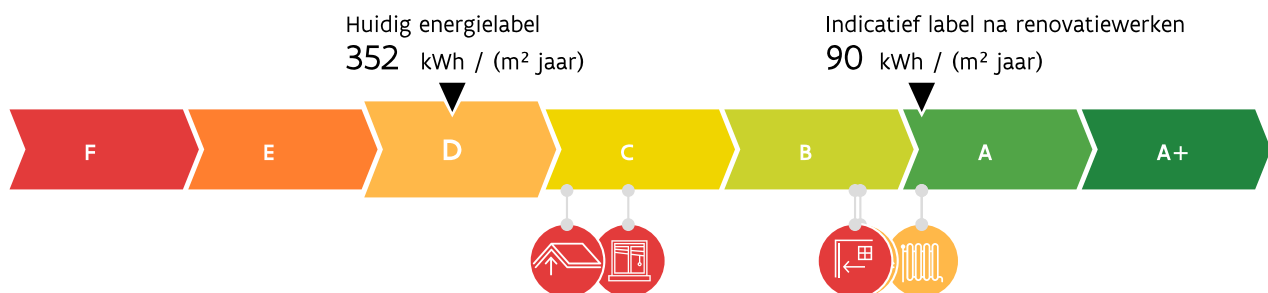 Huidig energielabel
352 kWh / (m² jaar)
Indicatief label na renovatiewerken
90 kWh / (m² jaar)
F E D C B A A+